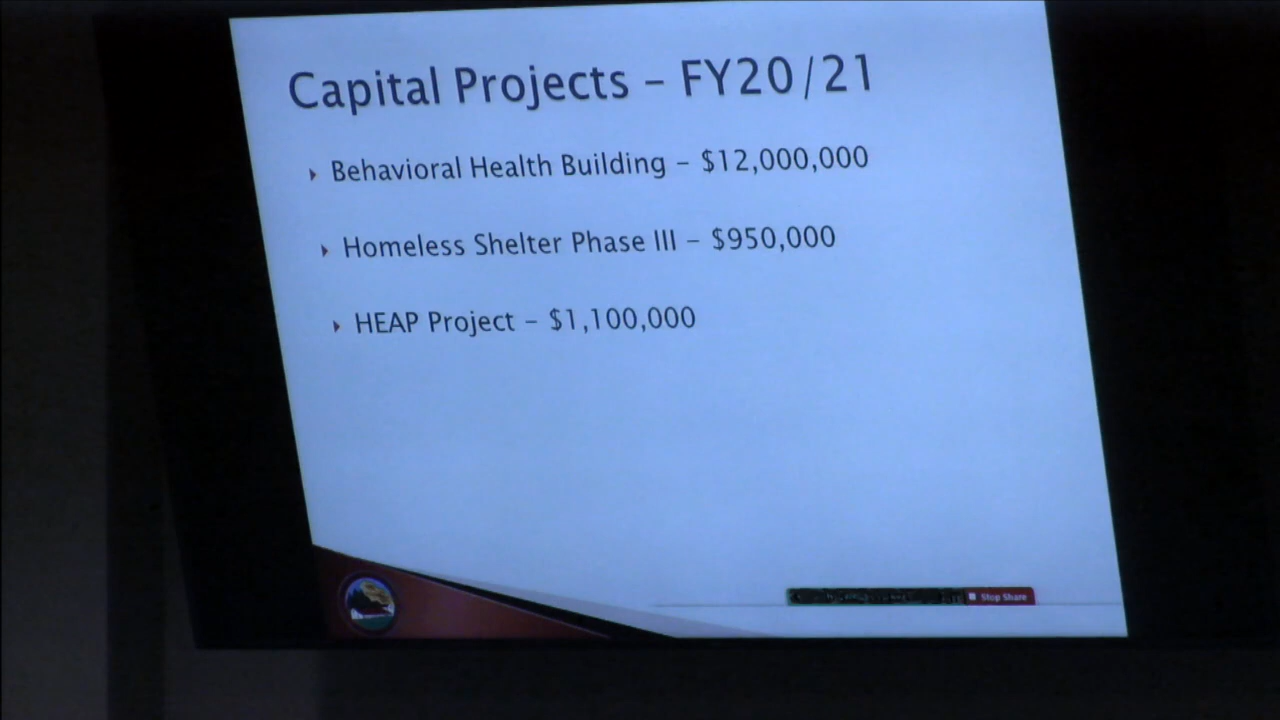 Capital Projects – FY20/21
Behavioral Health Building – $12,000,000
Homeless Shelter Phase III – $950,000
HEAP Project – $1,100,000
Stop Share